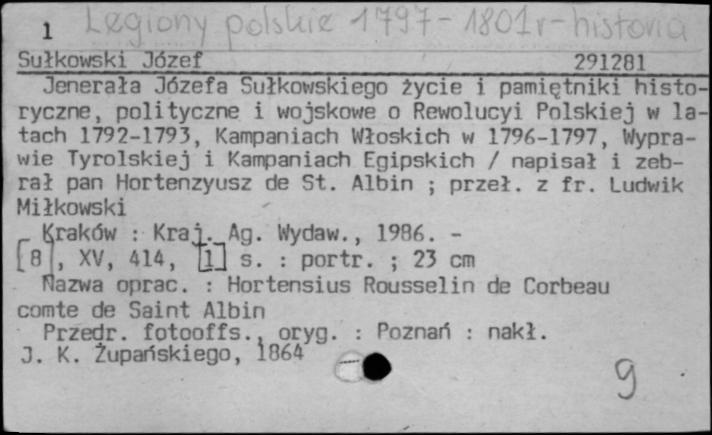 1 Legiony polskie 1797-1801 r - historia
Sułkowski Józef 291281
Jenerała Józefa Sułkowskiego życie i pamiętniki histo-
ryczne, polityczne i wojskowe o Rewolucyi Polskiej w la-
tach 1792-1793, Kampaniach Włoskich w 1796-1797, Wypra-
wie Tyrolskiej i Kampaniach Egipskich / napisał i zeb-
rał pan Hortenzyusz de St. Albin ; przeł. z fr. Ludwik
Miłkowski
Kraków : Kraj. Ag. Wydaw., 1986. -
[8], XV, 414, [1] s. : portr. ; 23 cm
Nazwa oprac. : Hortensius Rousselin de Corbeau
comte de Saint Albin
Przedr. fotooffs., oryg. : Poznań : nakł.
J. K. Żupańskiego, 1864
9